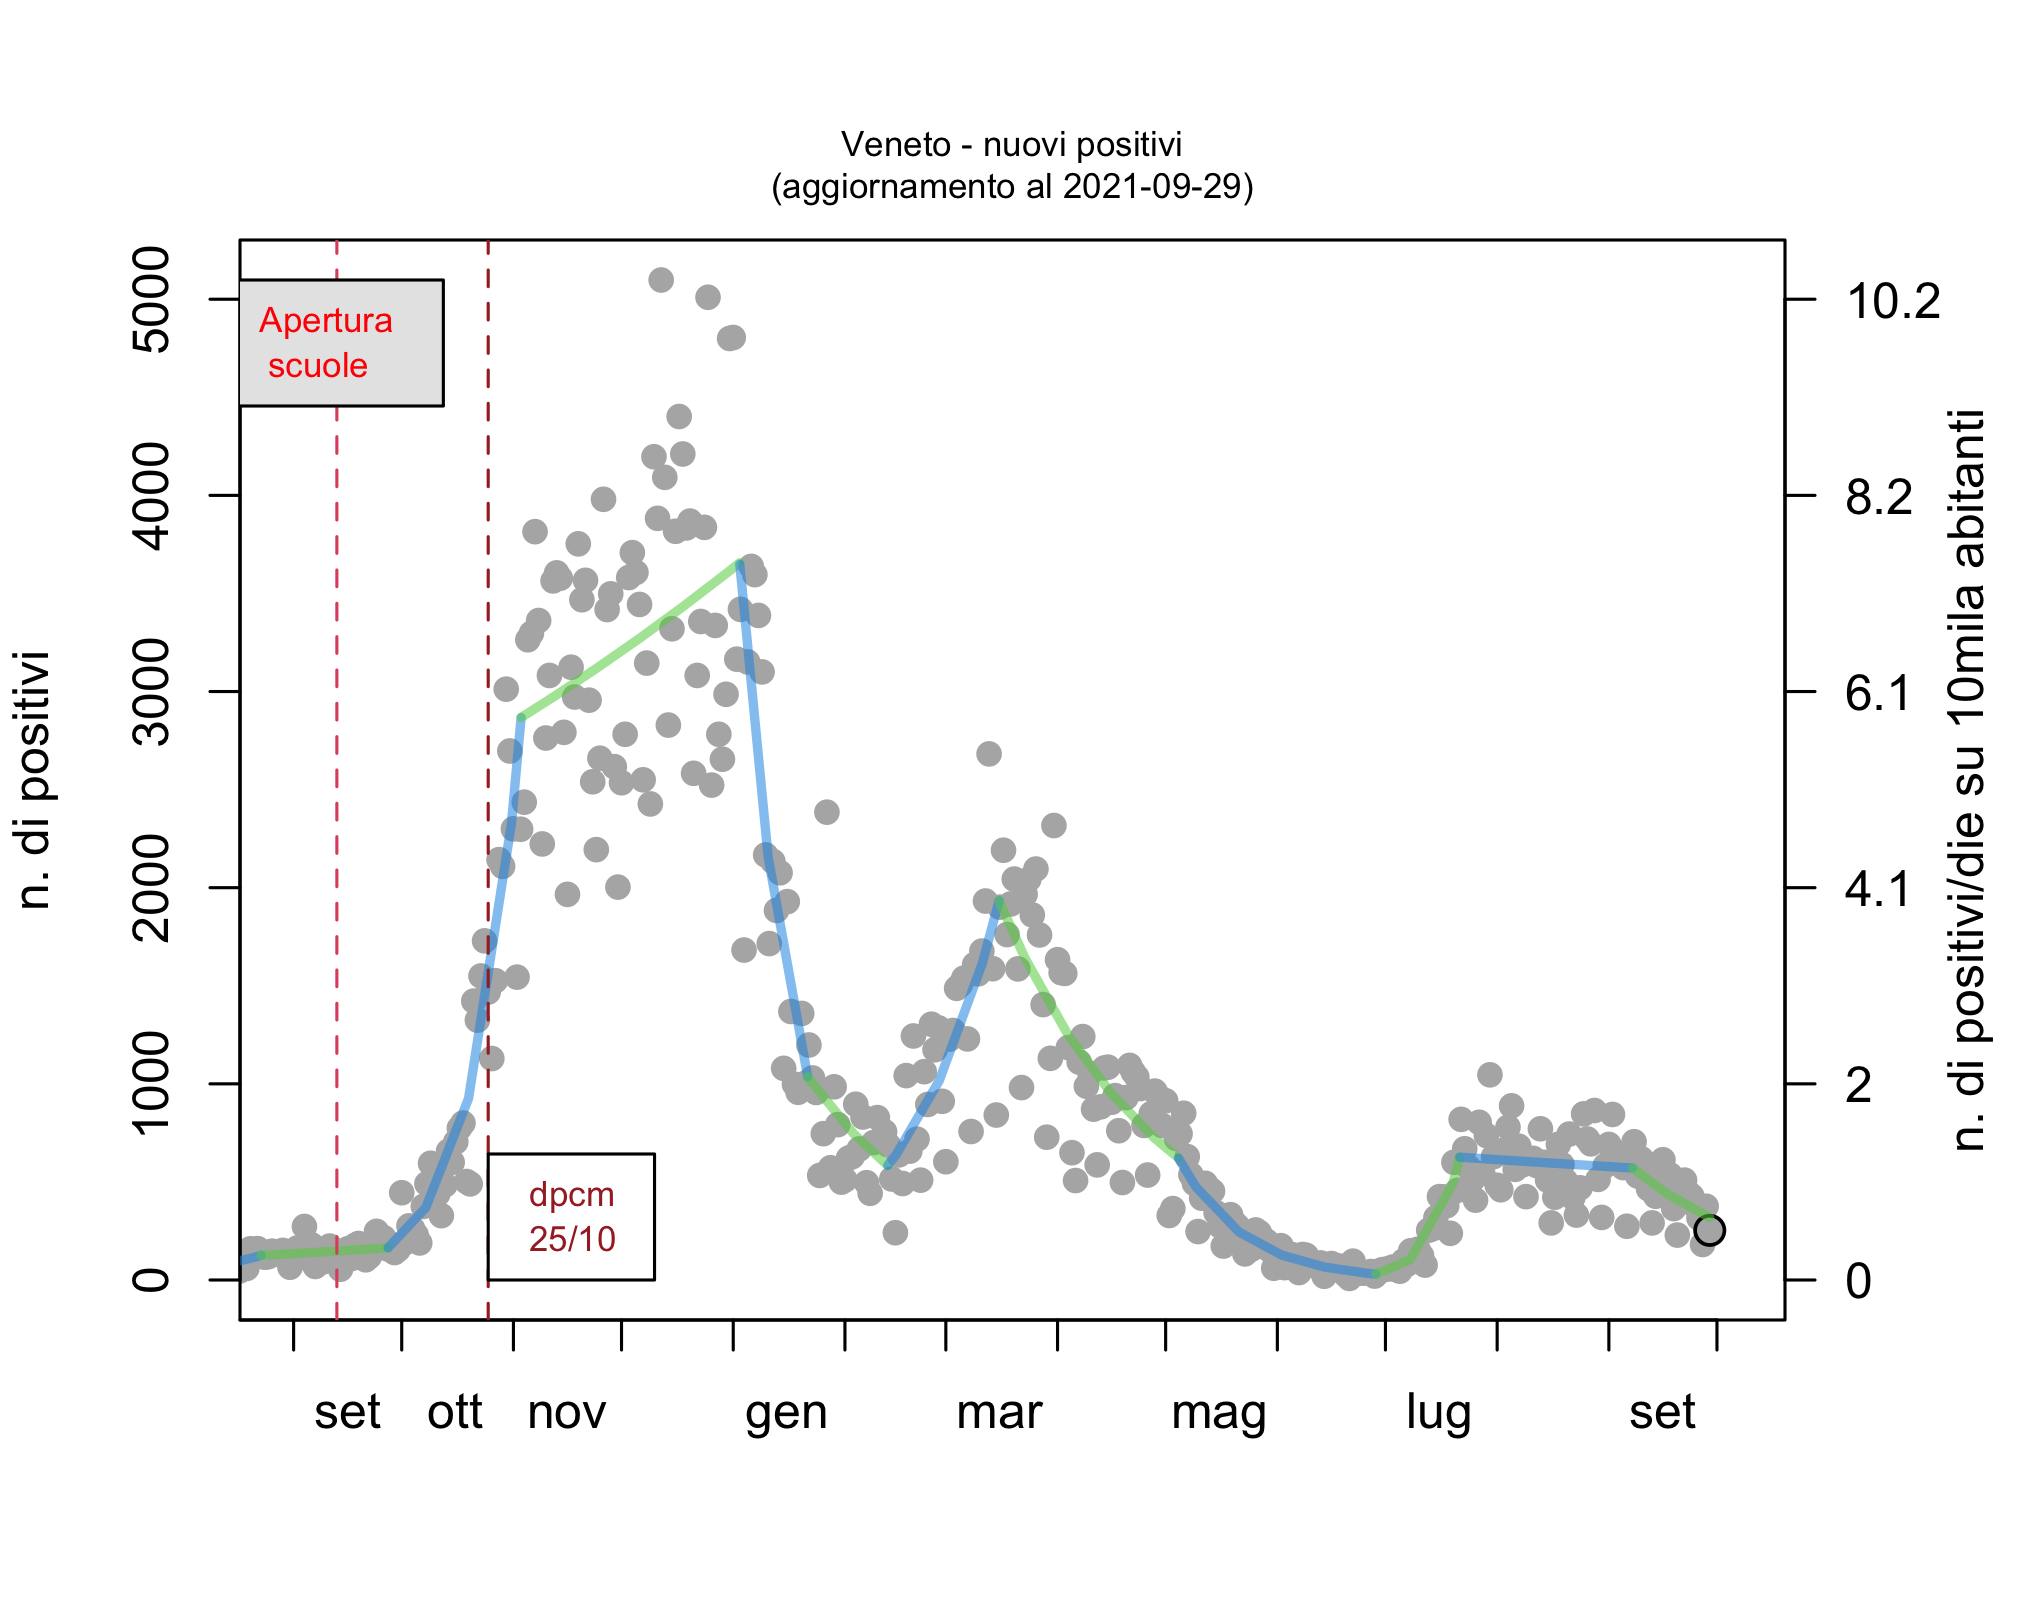 Veneto - nuovi positivi
(aggiornamento al 2021-09-29)
n. di positivi
5000
4000
3000
2000
1000
0
Apertura
scuole
dpcm
25/10
10.2
8.2
6.1
4.1
2
0
n. di positivi/die su 10mila abitanti
set ott nov gen mar mag lug set